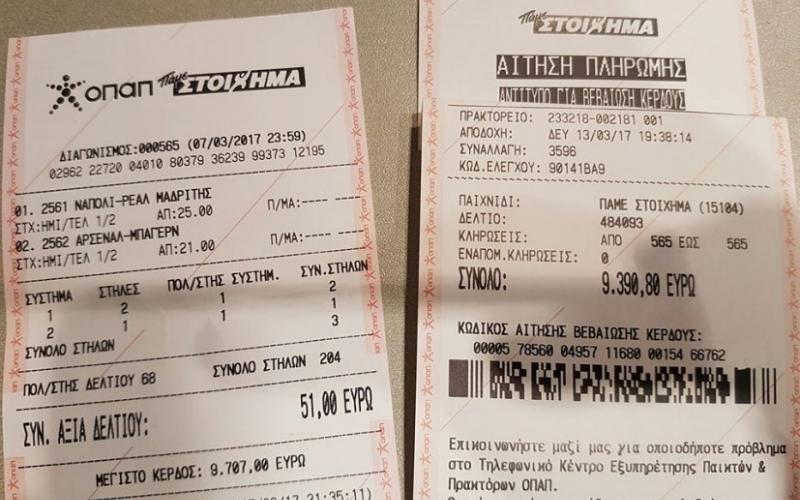 οπαπ Πάμε ΣΤΟΙΧΗΜΑ
ΔΙΑΓΩΝΙΣΜΟΣ:000565 (07/03/2017 23:59)
02962 22720 04010 80379 36239 99373 12195
01. 2561 ΝΑΠΟΛΙ-ΡΕΑΛ ΜΑΔΡΙΤΗΣ
ΣΤΧ:ΗΜΙ/ΤΕΛ 1/2 ΑΠ:25.00 Π/ΜΑ:---- ----
02. 2562 ΑΡΣΕΝΑΛ-ΜΠΑΓΕΡΝ
ΣΤΧ:ΗΜΙ/ΤΕΛ 1/2 ΑΠ:21.00 Π/ΜΑ:---- ----
ΣΥΣΤΗΜΑ ΣΤΗΛΕΣ ΠΟΛ/ΣΤΗΣ ΣΥΣΤΗΜ. ΣΥΝ.ΣΤΗΛΩΝ
1 2 1 2
2 1 1 1
ΣΥΝΟΛΟ ΣΤΗΛΩΝ 3
ΠΟΛ/ΣΤΗΣ ΔΕΛΤΙΟΥ 68 ΣΥΝΟΛΟ ΣΤΗΛΩΝ 204
ΣΥΝ. ΑΞΙΑ ΔΕΛΤΙΟΥ: 51,00 ΕΥΡΩ
ΜΕΓΙΣΤΟ ΚΕΡΔΟΣ: 9.707,00 ΕΥΡΩ
21:35:11)
Πάμε ΣΤΟΙΧΗΜΑ
ΑΙΤΗΣΗ ΠΛΗΡΩΜΗΣ
ΑΝΤΙΤΥΠΟ ΓΙΑ ΒΕΒΑΙΩΣΗ ΚΕΡΔΟΥΣ
ΠΡΑΚΤΟΡΕΙΟ: 233218-002181 001
ΑΠΟΔΟΧΗ: ΔΕΥ 13/03/17 19:38:14
ΣΥΝΑΛΛΑΓΗ: 3596
ΚΩΔ.ΕΛΕΓΧΟΥ: 90141BA9
ΠΑΙΧΝΙΔΙ: ΠΑΜΕ ΣΤΟΙΧΗΜΑ (15104)
ΔΕΛΤΙΟ: 484093
ΚΛΗΡΩΣΕΙΣ: ΑΠΟ 565 ΕΩΣ 565
ΕΝΑΠΟΜ.ΚΛΗΡΩΣΕΙΣ: 0
ΣΥΝΟΛΟ: 9.390,80 ΕΥΡΩ
ΚΩΔΙΚΟΣ ΑΙΤΗΣΗΣ ΒΕΒΑΙΩΣΗΣ ΚΕΡΔΟΥΣ:
00005 78560 04957 11680 00154 66762
Επικοινωνήστε μαζί μας για οποιοδήποτε πρόβλημα
στο Τηλεφωνικό Κέντρο Εξυπηρέτησης Παικτών &
Πρακτόρων ΟΠΑΠ.